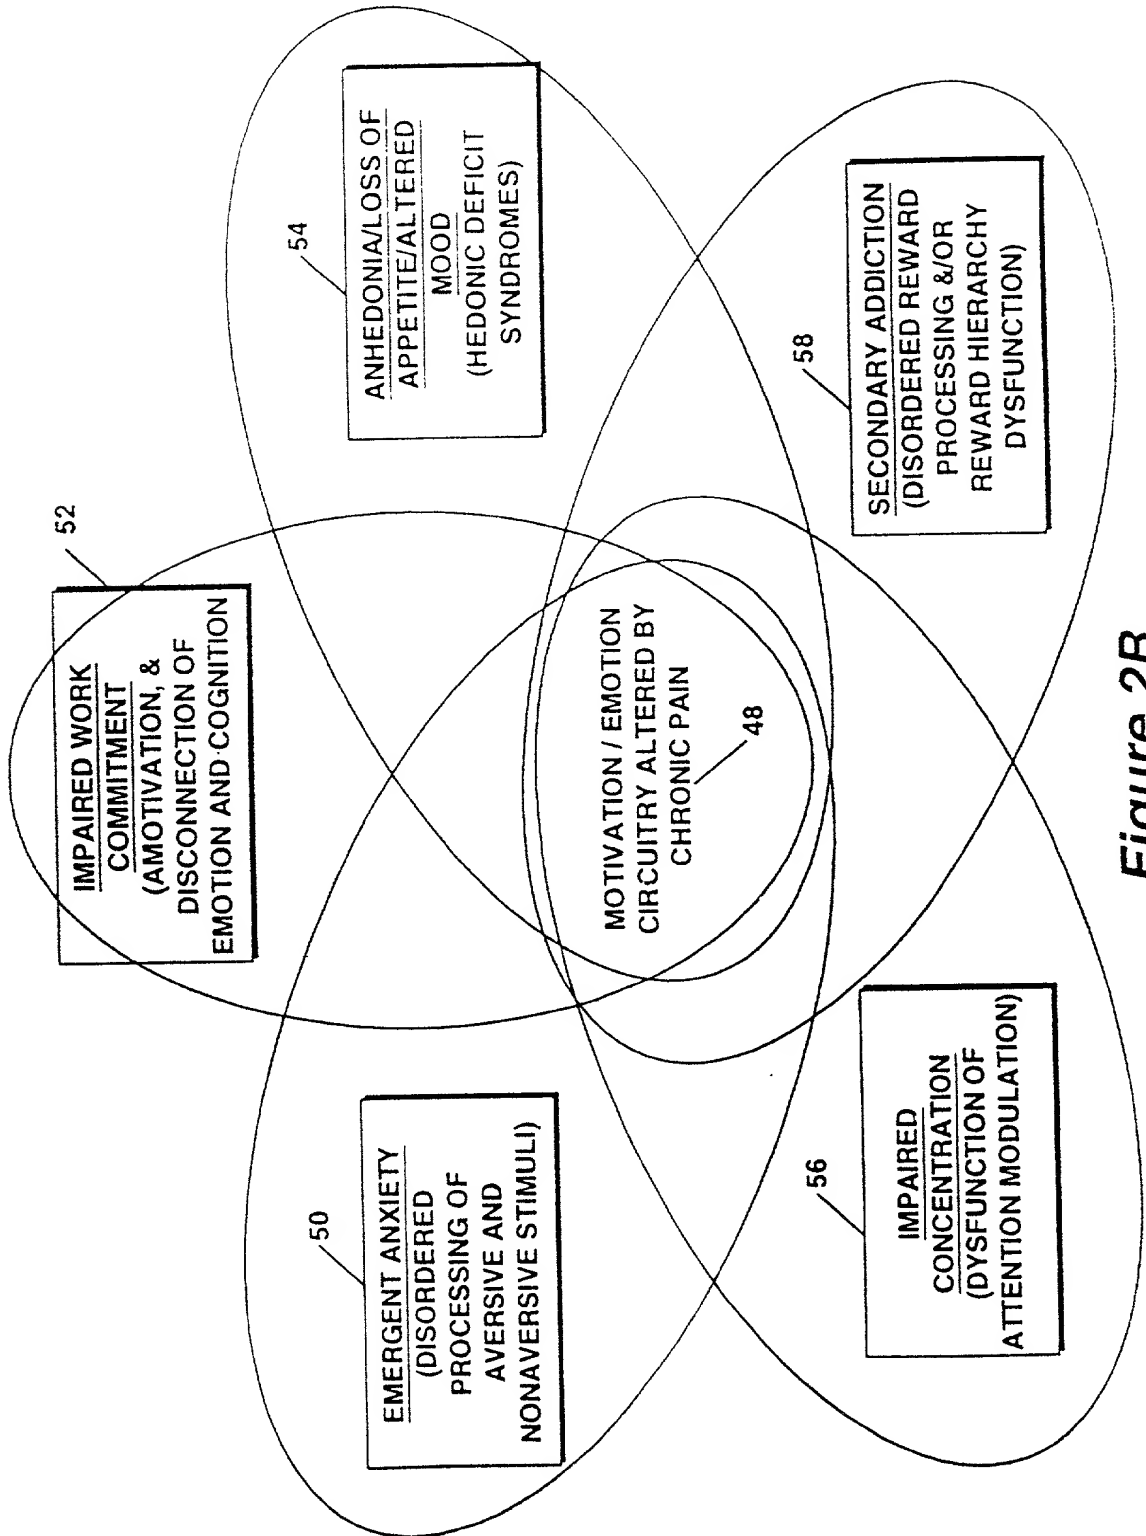 52
IMPAIRED WORK
COMMITMENT
(AMOTIVATION, &
DISCONNECTION OF
EMOTION AND COGNITION
54
ANHEDONIA/LOSS OF
APPETITE/ALTERED
MOOD
(HEDONIC DEFICIT
SYNDROMES)
50
EMERGENT ANXIETY
(DISORDERED
PROCESSING OF
AVERSIVE AND
NONAVERSIVE STIMULI)
MOTIVATION / EMOTION
CIRCUITRY ALTERED BY
CHRONIC PAIN
48
56
IMPAIRED
CONCENTRATION
(DYSFUNCTION OF
ATTENTION MODULATION)
58
SECONDARY ADDICTION
(DISORDERED REWARD
PROCESSING &/OR
REWARD HIERARCHY
DYSFUNCTION)
Figure 2B